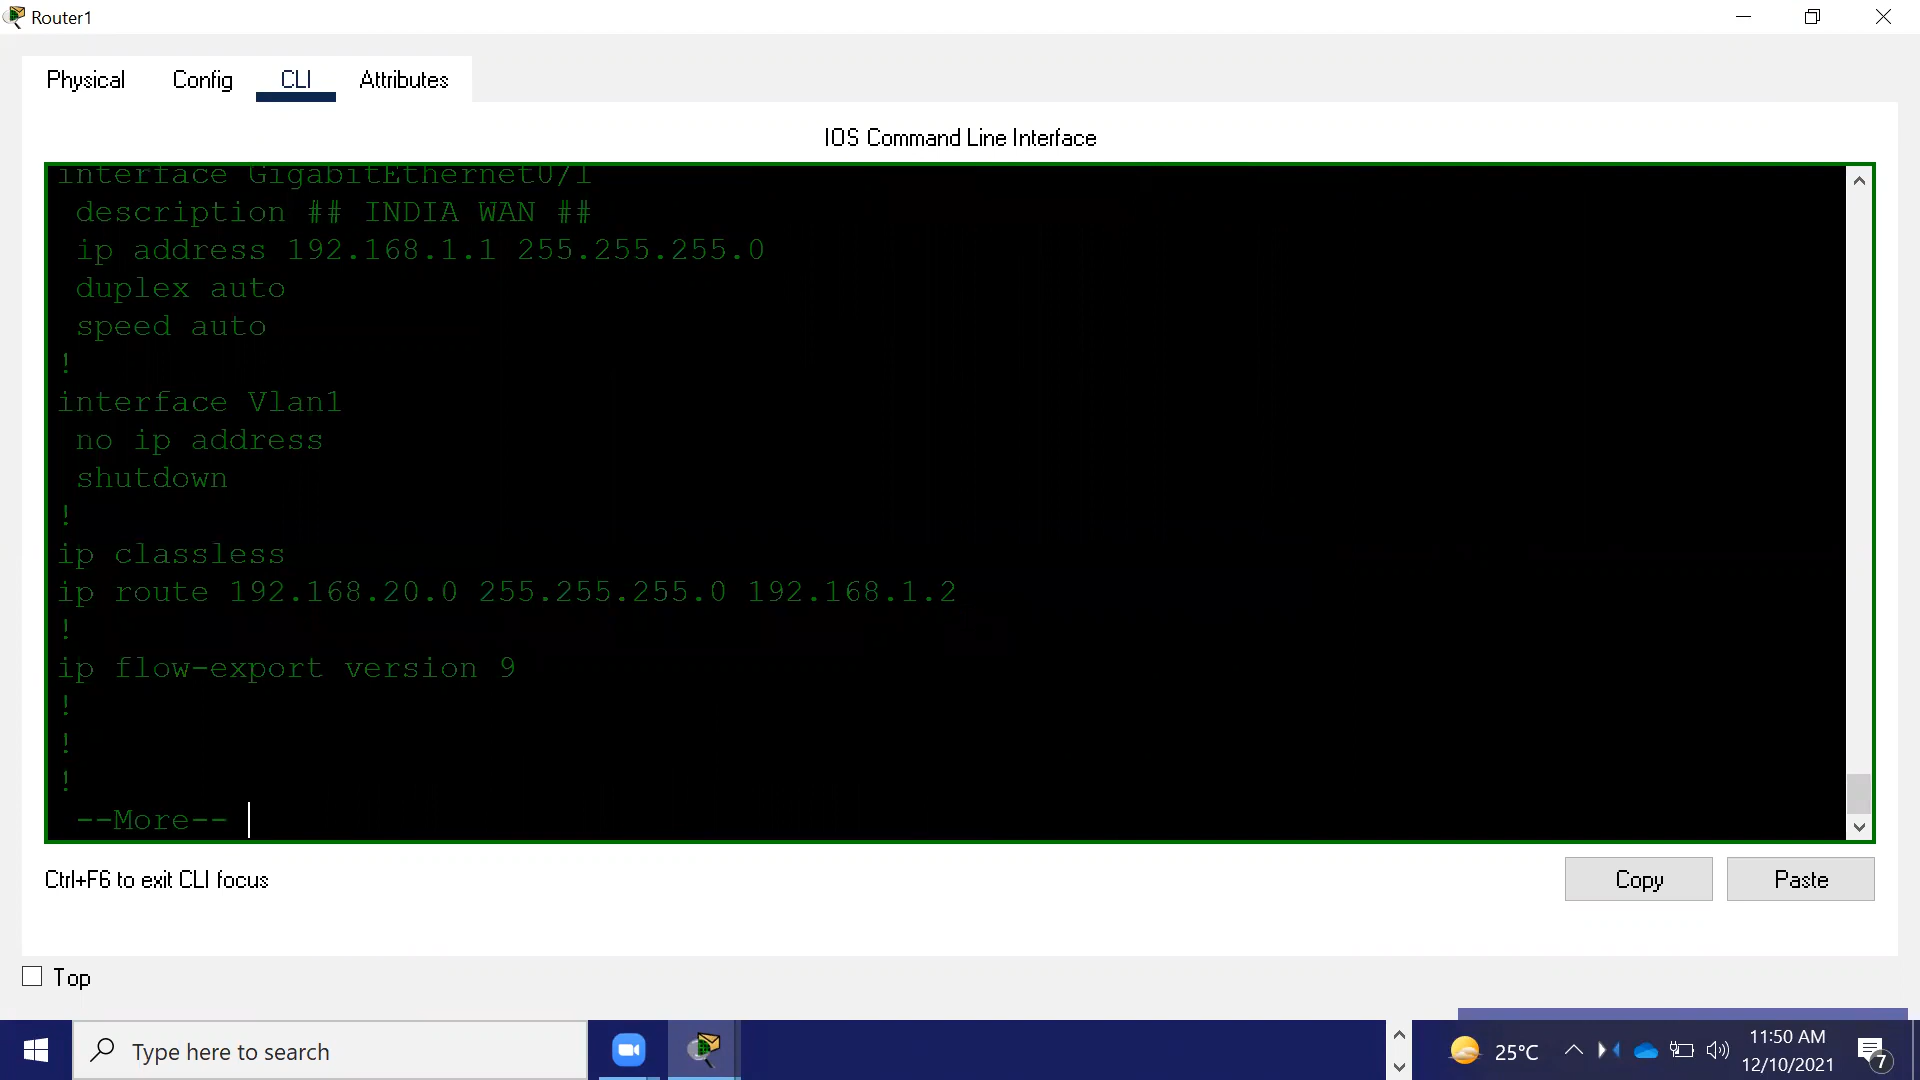 Router1
Physical Config CLI Attributes
IOS Command Line Interface
interface GigabitEthernet0/1
description ## INDIA WAN ##
ip address 192.168.1.1 255.255.255.0
duplex auto
speed auto
!
interface Vlan1
no ip address
shutdown
!
ip classless
ip route 192.168.20.0 255.255.255.0 192.168.1.2
!
ip flow-export version 9
!
!
!
--More--
Ctrl+F6 to exit CLI focus
Copy Paste
Top
Type here to search
25°C
11:50 AM
12/10/2021
7